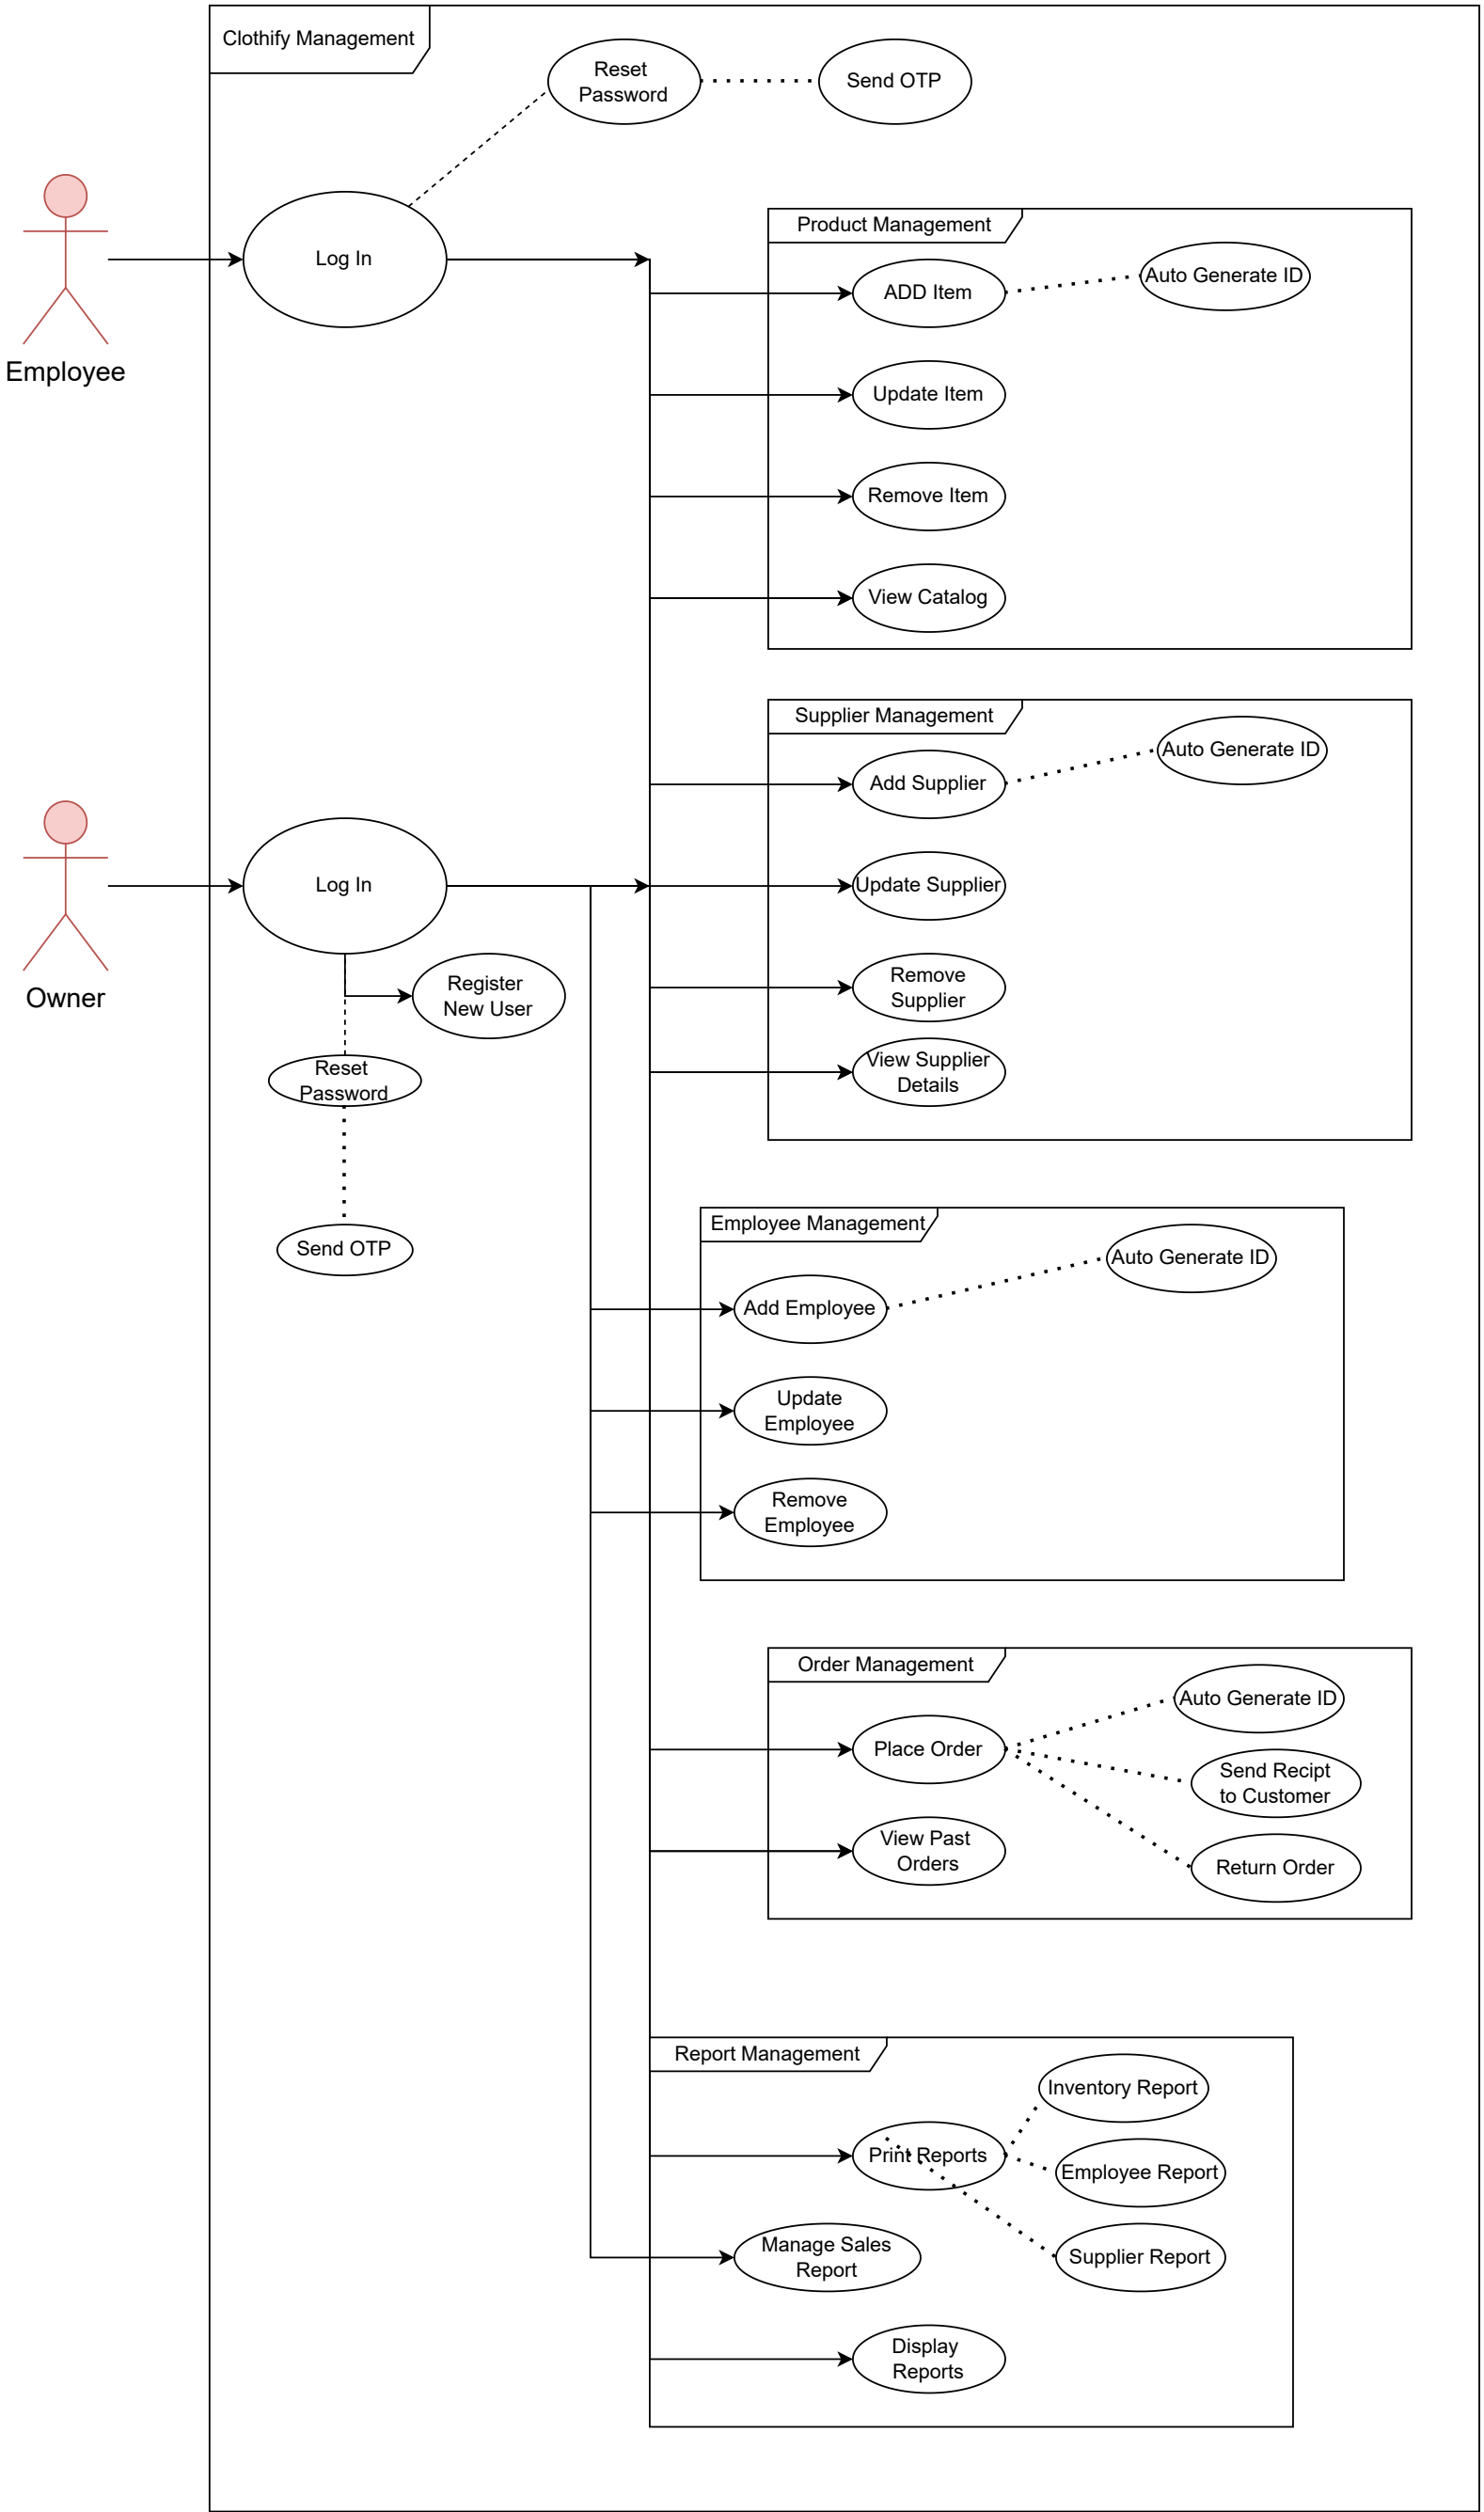 Clothify Management
Reset
Password
Send OTP
Employee
Log In
Product Management
ADD Item
Auto Generate ID
Update Item
Remove Item
View Catalog
Supplier Management
Add Supplier
Auto Generate ID
Owner
Log In
Update Supplier
Register
New User
Remove
Supplier
Reset
Password
View Supplier
Details
Send OTP
Employee Management
Add Employee
Auto Generate ID
Update
Employee
Remove
Employee
Order Management
Place Order
Auto Generate ID
Send Recipt
to Customer
View Past
Orders
Return Order
Report Management
Print Reports
Inventory Report
Employee Report
Manage Sales
Report
Supplier Report
Display
Reports